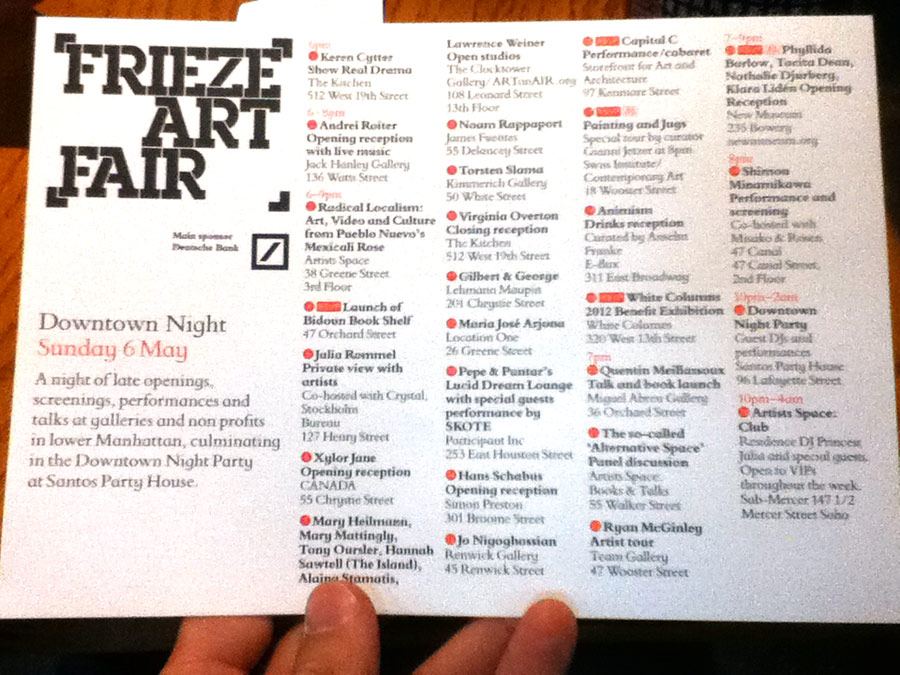 FRIEZE
ART
FAIR
Main sponsor
Deutsche Bank
Downtown Night
Sunday 6 May
A night of late openings,
screenings, performances and
talks at galleries and non profits
in lower Manhattan, culminating
in the Downtown Night Party
at Santos Party House.
6pm
Keren Cytter
Show Real Drama
The Kitchen
512 West 19th Street
6–8pm
Andrei Roiter
Opening reception
with live music
Jack Hanley Gallery
136 Watts Street
6–9pm
Radical Localism:
Art, Video and Culture
from Pueblo Nuevo's
Mexicali Rose
Artists Space
38 Greene Street
3rd Floor
Launch of
Bidoun Book Shelf
47 Orchard Street
Julia Rommel
Private view with
artists
Co-hosted with Crystal,
Stockholm
Bureau
127 Henry Street
Xylor Jane
Opening reception
CANADA
55 Chrystie Street
Mary Heilmann,
Mary Mattingly,
Tony Oursler, Hannah
Sawtell (The Island),
Alaina Stamatis,
Lawrence Weiner
Open studios
The Clocktower
Gallery/ARTonAIR.org
108 Leonard Street
13th Floor
Noam Rappaport
James Fuentes
55 Delancey Street
Torsten Slama
Kimmerich Gallery
50 White Street
Virginia Overton
Closing reception
The Kitchen
512 West 19th Street
Gilbert & George
Lehmann Maupin
201 Chrystie Street
Maria José Arjona
Location One
26 Greene Street
Pepe & Puntar's
Lucid Dream Lounge
with special guests
performance by
SKOTE
Participant Inc
253 East Houston Street
Hans Schabus
Opening reception
Simon Preston
301 Broome Street
Jo Nigoghossian
Renwick Gallery
45 Renwick Street
Capital C
Performance/cabaret
Storefront for Art and
Architecture
97 Kenmare Street
Painting and Jugs
Special tour by curator
Gianni Jetzer at 8pm
Swiss Institute/
Contemporary Art
18 Wooster Street
Animism
Drinks reception
Curated by Anselm
Franke
E-flux
311 East Broadway
White Columns
2012 Benefit Exhibition
White Columns
320 West 13th Street
7pm
Quentin Meillassoux
Talk and book launch
Miguel Abreu Gallery
36 Orchard Street
The so-called
'Alternative Space'
Panel discussion
Artists Space.
Books & Talks
55 Walker Street
Ryan McGinley
Artist tour
Team Gallery
47 Wooster Street
7–9pm
Phyllida
Barlow, Tacita Dean,
Nathalie Djurberg,
Klara Lidén Opening
Reception
New Museum
235 Bowery
newmuseum.org
8pm
Shimon
Minamikawa
Performance and
screening
Co-hosted with
Misako & Rosen
47 Canal
47 Canal Street,
2nd Floor
10pm–2am
Downtown
Night Party
Guest DJs and
performances
Santos Party House
96 Lafayette Street
10pm–4am
Artists Space:
Club
Residence DJ Princess
Julia and special guests.
Open to VIPs
throughout the week.
Sub-Mercer 147 1/2
Mercer Street Soho